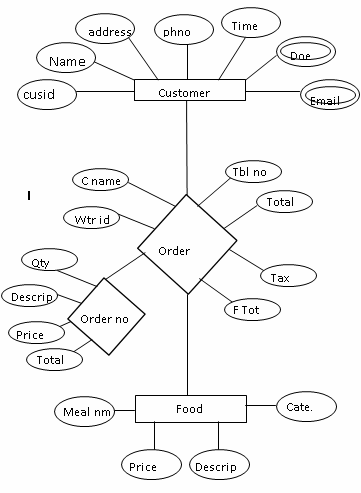 address
phno
Time
Name
Doe
cusid
Customer
Email
C name
Tbl no
Wtr id
Total
Order
Qty
Descrip
Tax
Price
Order no
F Tot
Total
Meal nm
Food
Cate.
Price
Descrip